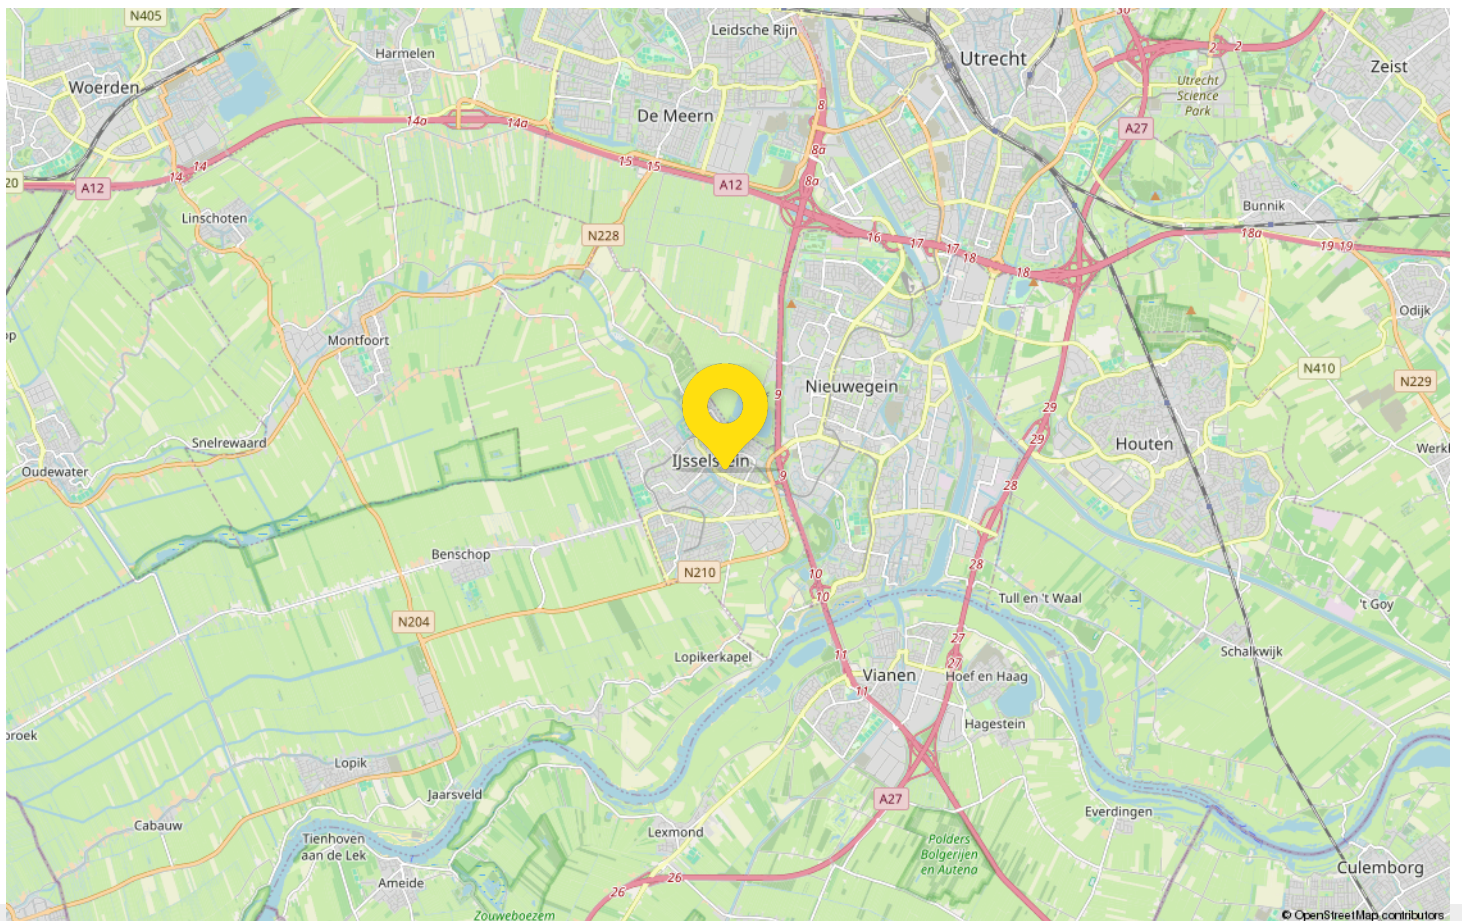 N405
Leidsche Rijn
30
Harmelen
Utrecht
2
2
Zeist
Woerden
Utrecht
Science
Park
8
De Meern
14a
14a
A27
8a
14
14
15
15
20
A12
A12
8a
Bunnik
Linschoten
N228
16
17
17
18
18
18a
19 19
Odijk
Montfoort
N410
N229
Nieuwegein
9
29
29
Snelrewaard
Houten
Werkh
Oudewater
IJsselstein
9
28
Benschop
N210
10
10
28
Tull en 't Waal
't Goy
N204
27
27
Lopikerkapel
11
11
Vianen
Hoef en Haag
Schalkwijk
Hagestein
broek
Lopik
Jaarsveld
A27
Cabauw
Tienhoven
aan de Lek
Lexmond
Everdingen
Polders
Bolgerijen
en Autena
Ameide
26
26
Culemborg
Zouweboezem
© OpenStreetMap contributors